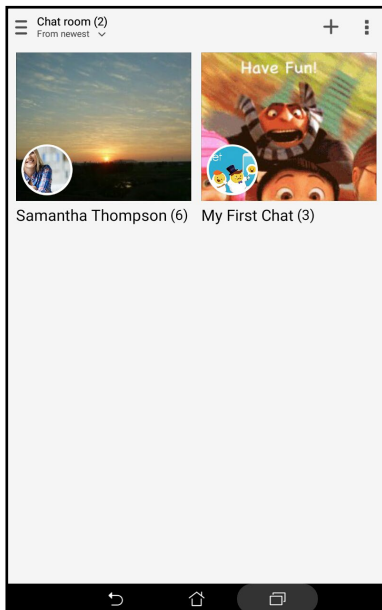 Chat room (2)
From newest
Have Fun!
Samantha Thompson (6)
My First Chat (3)